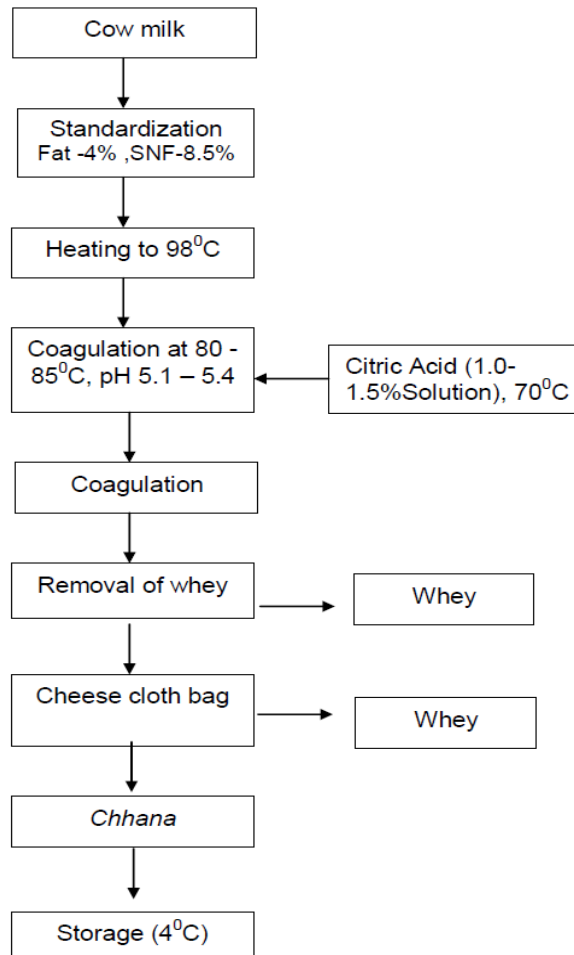 Cow milk
Standardization
Fat -4% ,SNF-8.5%
Heating to 98⁰C
Coagulation at 80 -
85⁰C, pH 5.1 – 5.4
Citric Acid (1.0-
1.5%Solution), 70⁰C
Coagulation
Removal of whey
Whey
Cheese cloth bag
Whey
Chhana
Storage (4⁰C)